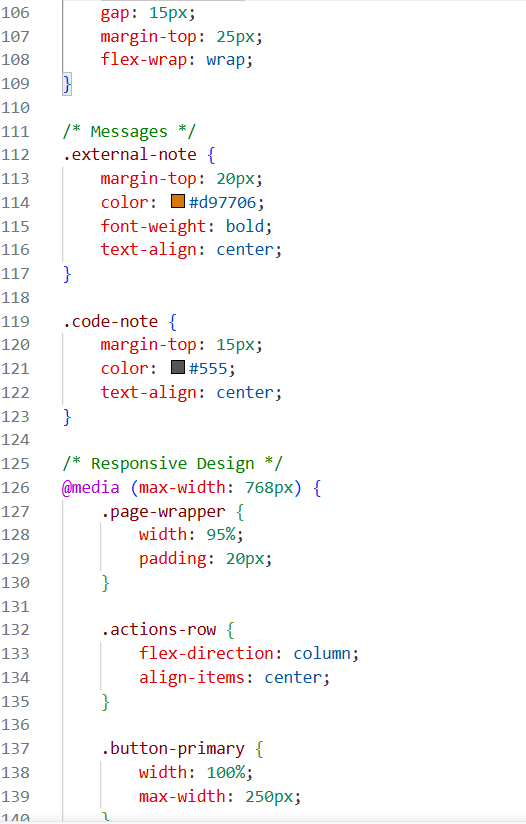 106 gap: 15px;
107 margin-top: 25px;
108 flex-wrap: wrap;
109 }
110
111 /* Messages */
112 .external-note {
113 margin-top: 20px;
114 color: #d97706;
115 font-weight: bold;
116 text-align: center;
117 }
118
119 .code-note {
120 margin-top: 15px;
121 color: #555;
122 text-align: center;
123 }
124
125 /* Responsive Design */
126 @media (max-width: 768px) {
127 .page-wrapper {
128 width: 95%;
129 padding: 20px;
130 }
131
132 .actions-row {
133 flex-direction: column;
134 align-items: center;
135 }
136
137 .button-primary {
138 width: 100%;
139 max-width: 250px;
140 }